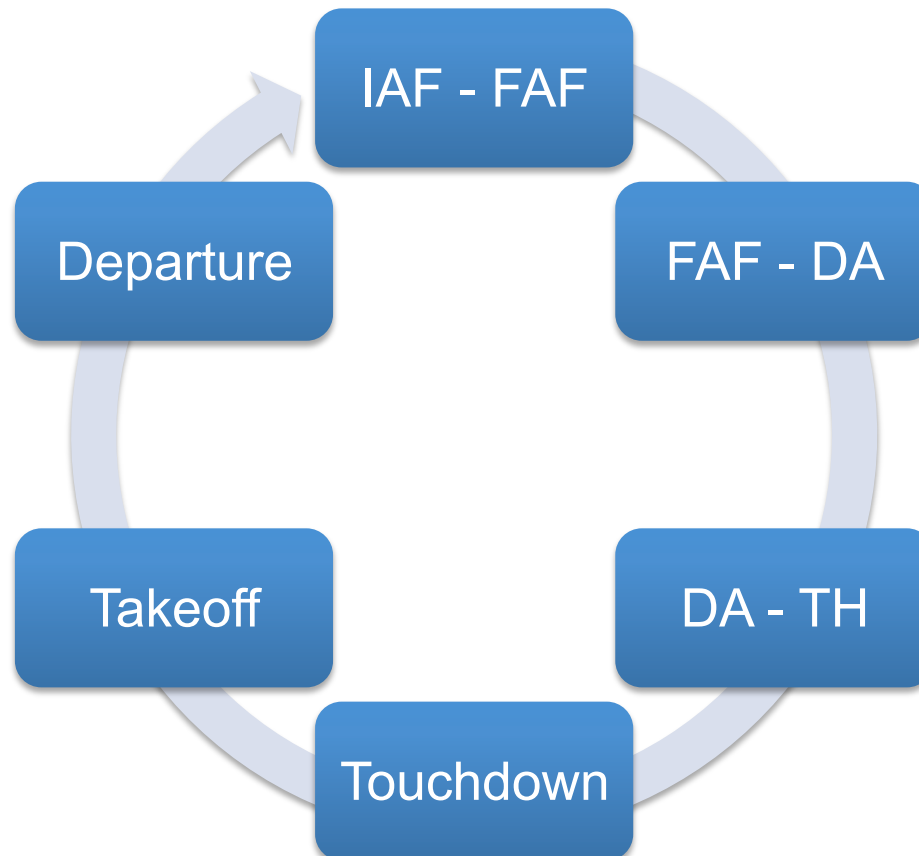 IAF - FAF
FAF - DA
DA - TH
Touchdown
Takeoff
Departure